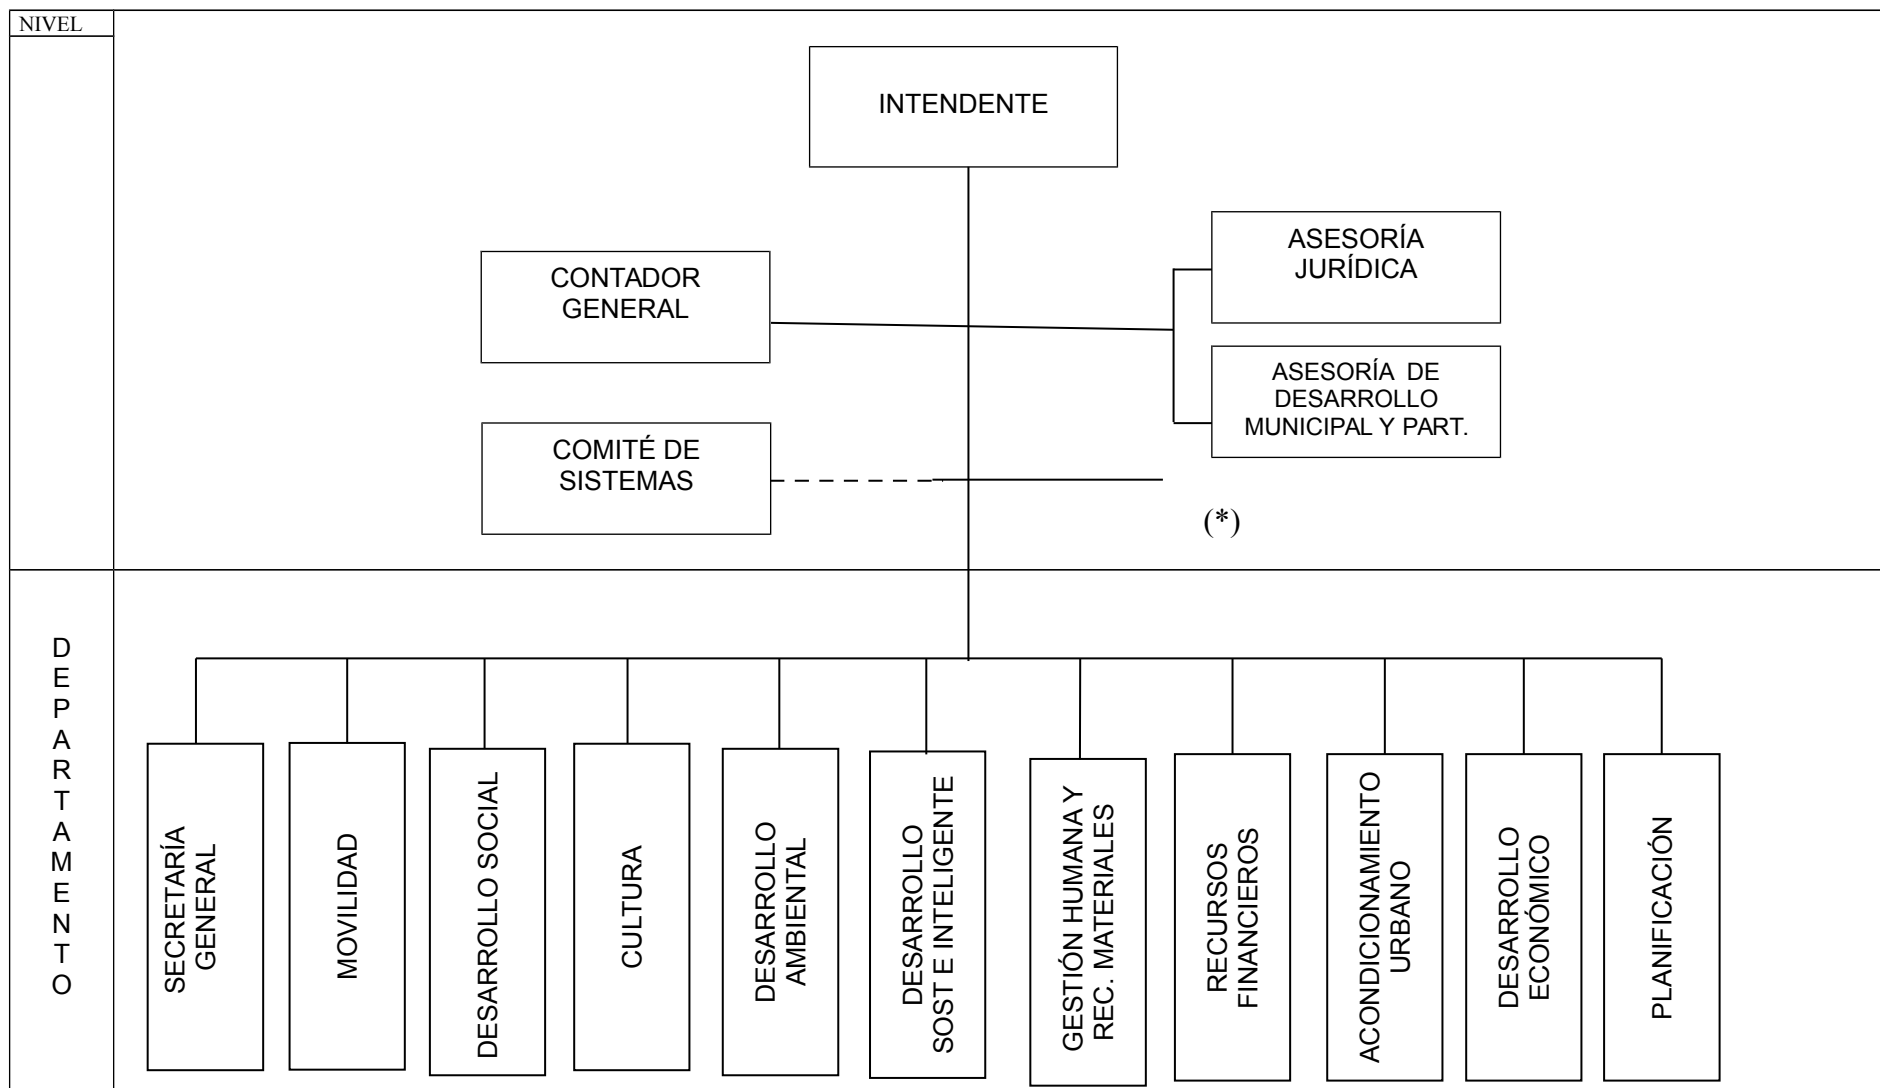 NIVEL
INTENDENTE
CONTADOR
GENERAL
ASESORÍA
JURÍDICA
ASESORÍA DE
DESARROLLO
MUNICIPAL Y PART.
COMITÉ DE
SISTEMAS
(*)
D
E
P
A
R
T
A
M
E
N
T
O
SECRETARÍA
GENERAL
MOVILIDAD
DESARROLLO SOCIAL
CULTURA
DESARROLLO
AMBIENTAL
DESARROLLO
SOST E INTELIGENTE
GESTIÓN HUMANA Y
REC. MATERIALES
RECURSOS
FINANCIEROS
ACONDICIONAMIENTO
URBANO
DESARROLLO
ECONÓMICO
PLANIFICACIÓN